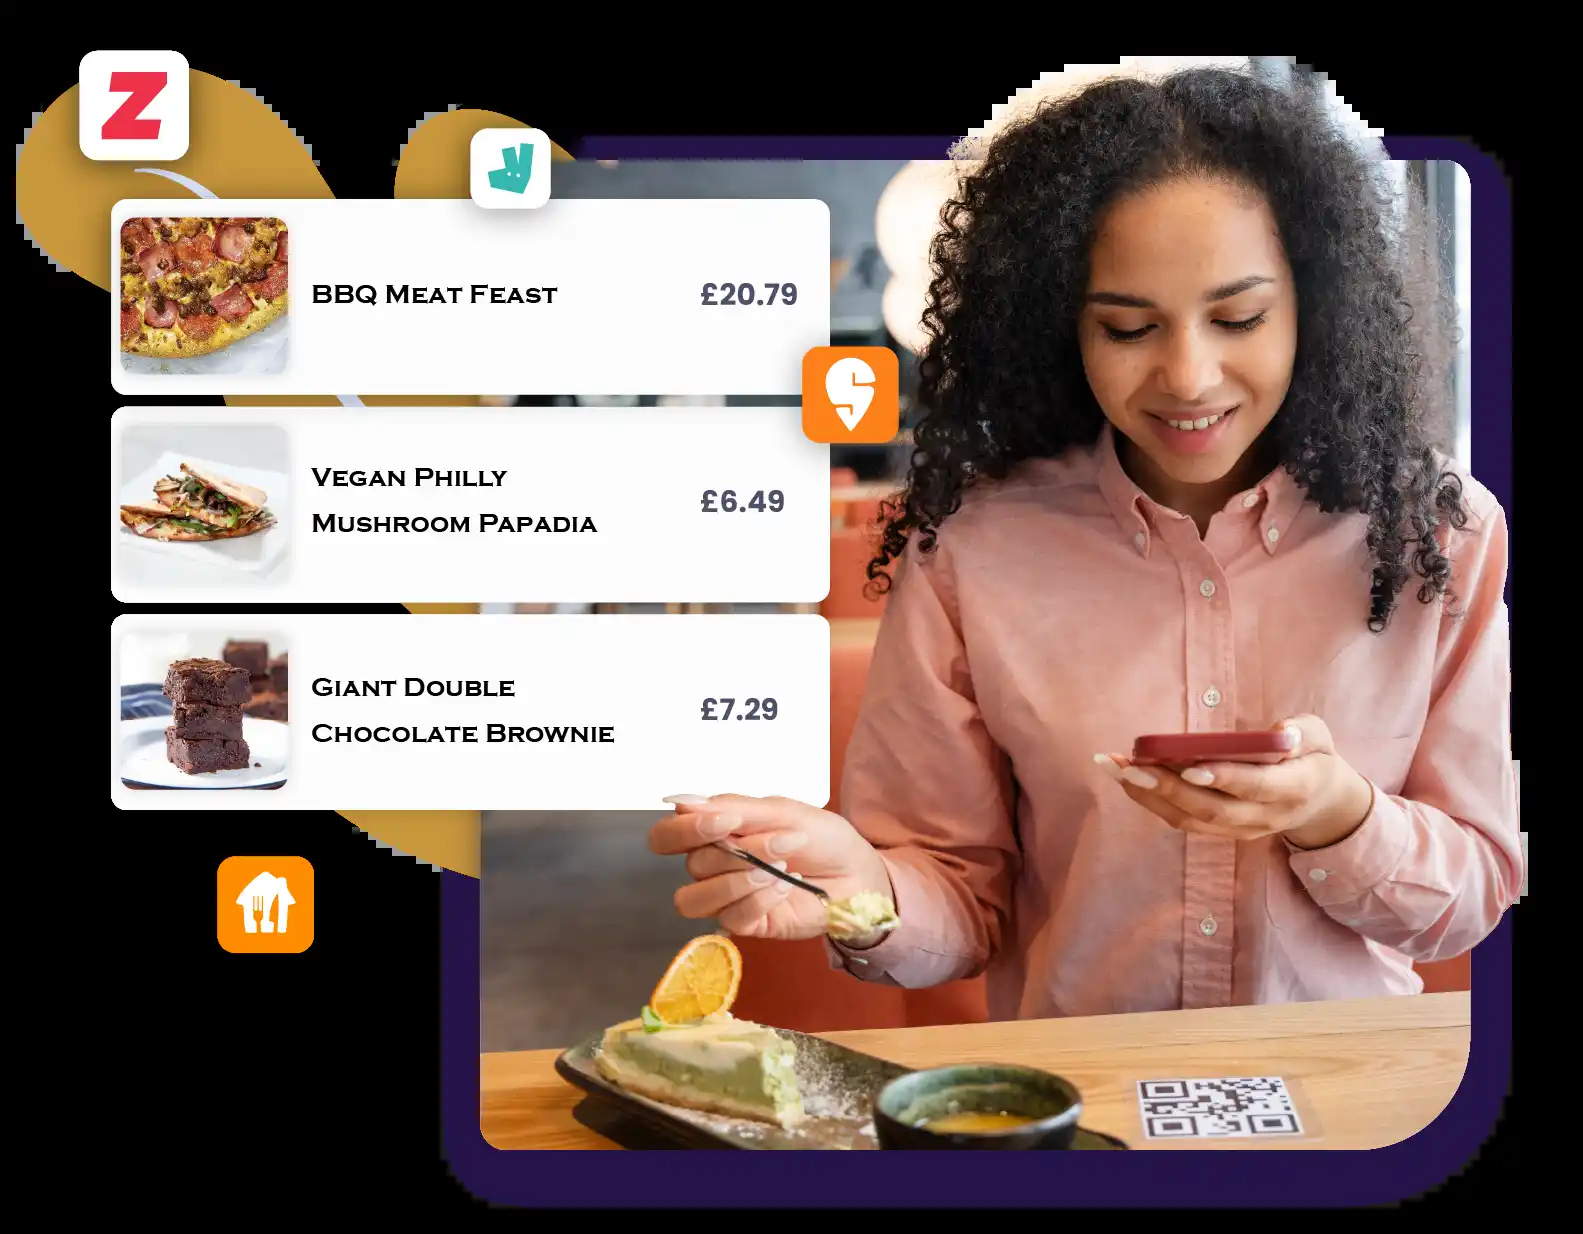 Z
BBQ MEAT FEAST
£20.79
VEGAN PHILLY
MUSHROOM PAPADIA
£6.49
GIANT DOUBLE
CHOCOLATE BROWNIE
£7.29